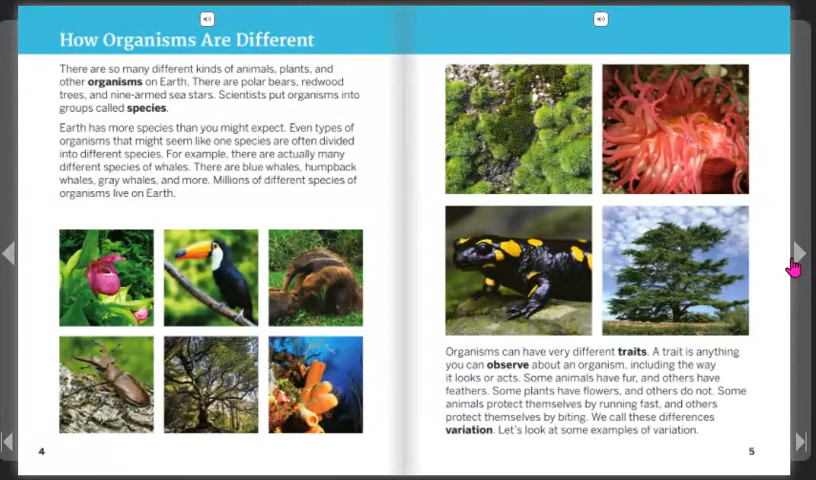 How Organisms Are Different
There are so many different kinds of animals, plants, and
other organisms on Earth. There are polar bears, redwood
trees, and nine-armed sea stars. Scientists put organisms into
groups called species.
Earth has more species than you might expect. Even types of
organisms that might seem like one species are often divided
into different species. For example, there are actually many
different species of whales. There are blue whales, humpback
whales, gray whales, and more. Millions of different species of
organisms live on Earth.
4
Organisms can have very different traits. A trait is anything
you can observe about an organism, including the way
it looks or acts. Some animals have fur, and others have
feathers. Some plants have flowers, and others do not. Some
animals protect themselves by running fast, and others
protect themselves by biting. We call these differences
variation. Let's look at some examples of variation.
5